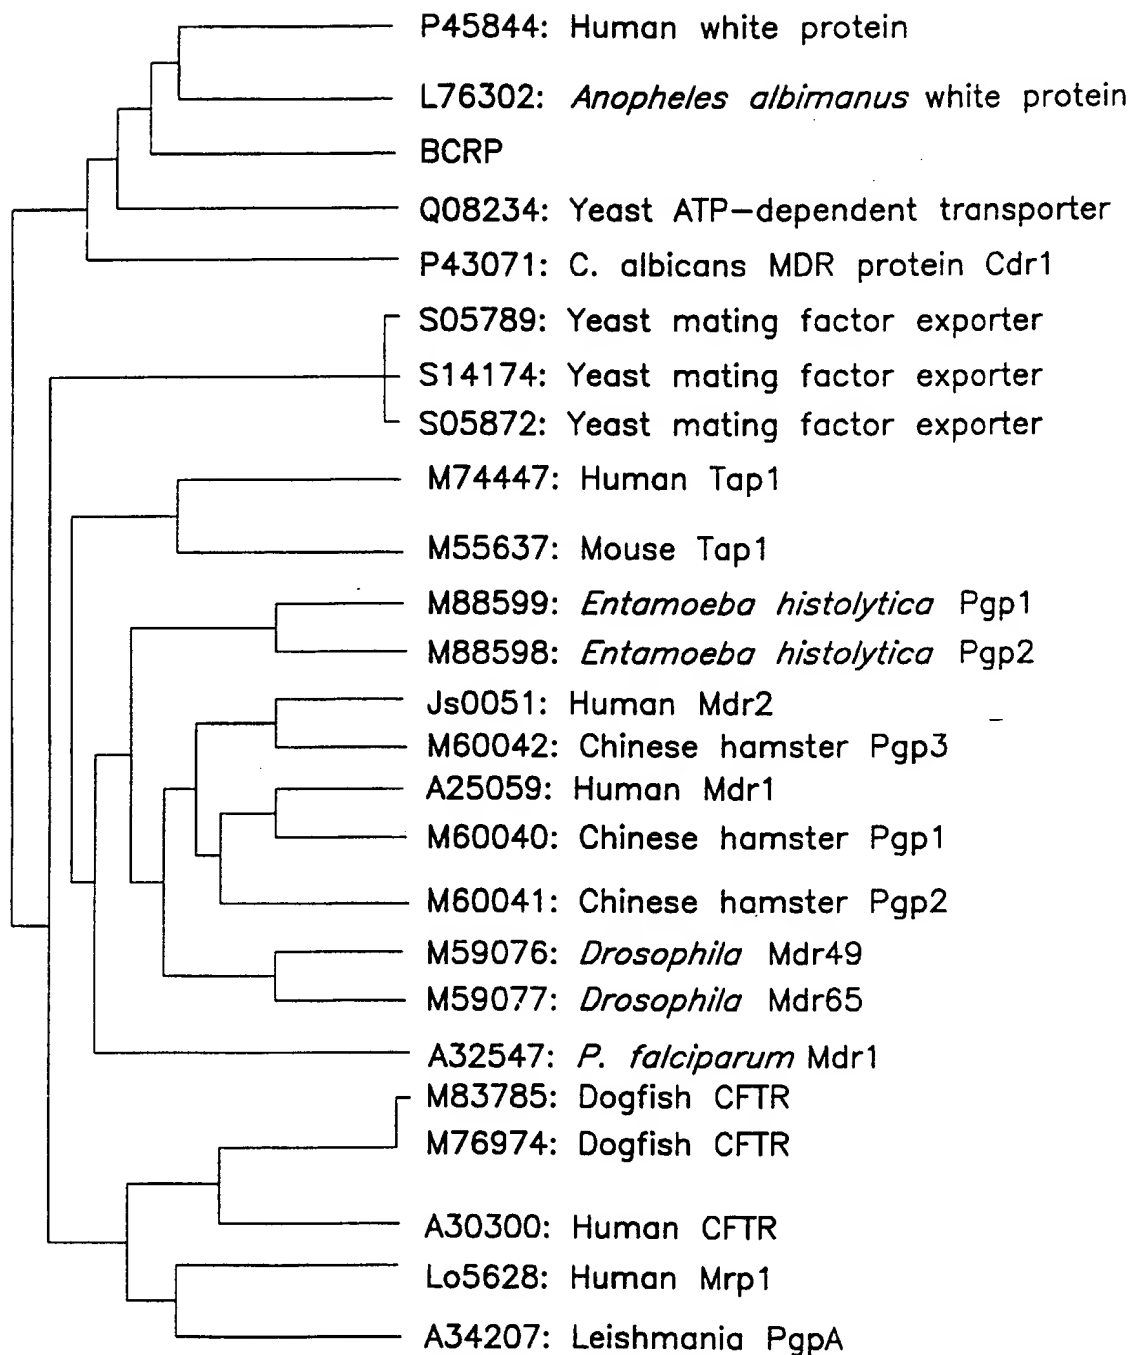 P45844: Human white protein
L76302: Anopheles albimanus white protein
BCRP
Q08234: Yeast ATP-dependent transporter
P43071: C. albicans MDR protein Cdr1
S05789: Yeast mating factor exporter
S14174: Yeast mating factor exporter
S05872: Yeast mating factor exporter
M74447: Human Tap1
M55637: Mouse Tap1
M88599: Entamoeba histolytica Pgp1
M88598: Entamoeba histolytica Pgp2
Js0051: Human Mdr2
M60042: Chinese hamster Pgp3
A25059: Human Mdr1
M60040: Chinese hamster Pgp1
M60041: Chinese hamster Pgp2
M59076: Drosophila Mdr49
M59077: Drosophila Mdr65
A32547: P. falciparum Mdr1
M83785: Dogfish CFTR
M76974: Dogfish CFTR
A30300: Human CFTR
Lo5628: Human Mrp1
A34207: Leishmania PgpA